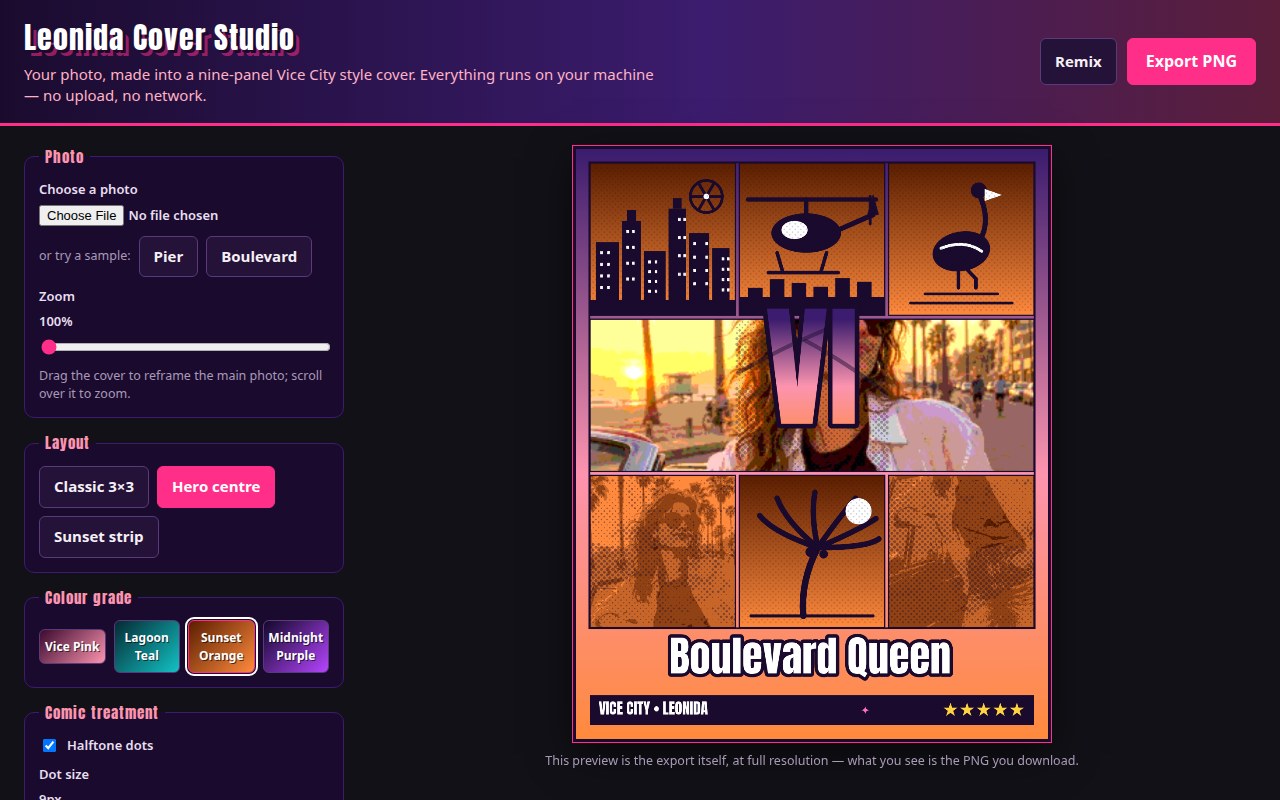 Leonida Cover Studio
Your photo, made into a nine-panel Vice City style cover. Everything runs on your machine
— no upload, no network.
Remix
Export PNG
Photo
Choose a photo
Choose File No file chosen
or try a sample:
Pier
Boulevard
Zoom
100%
Drag the cover to reframe the main photo; scroll
over it to zoom.
Layout
Classic 3×3
Hero centre
Sunset strip
Colour grade
Vice Pink
Lagoon
Teal
Sunset
Orange
Midnight
Purple
Comic treatment
Halftone dots
Dot size
9px
VI
Boulevard Queen
VICE CITY • LEONIDA
✦
★★★★★
This preview is the export itself, at full resolution — what you see is the PNG you download.